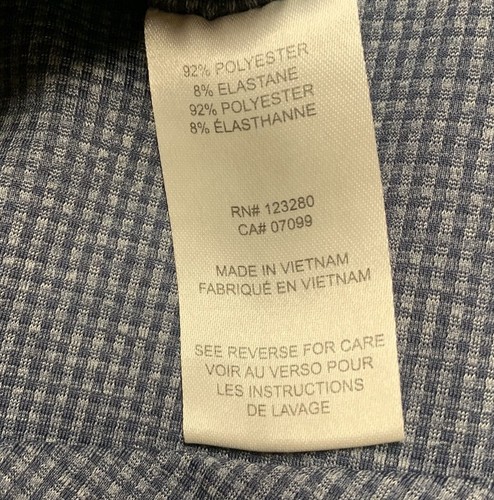 92% POLYESTER
8% ELASTANE
92% POLYESTER
8% ÉLASTHANNE
RN# 123280
CA# 07099
MADE IN VIETNAM
FABRIQUÉ EN VIETNAM
SEE REVERSE FOR CARE
VOIR AU VERSO POUR
LES INSTRUCTIONS
DE LAVAGE